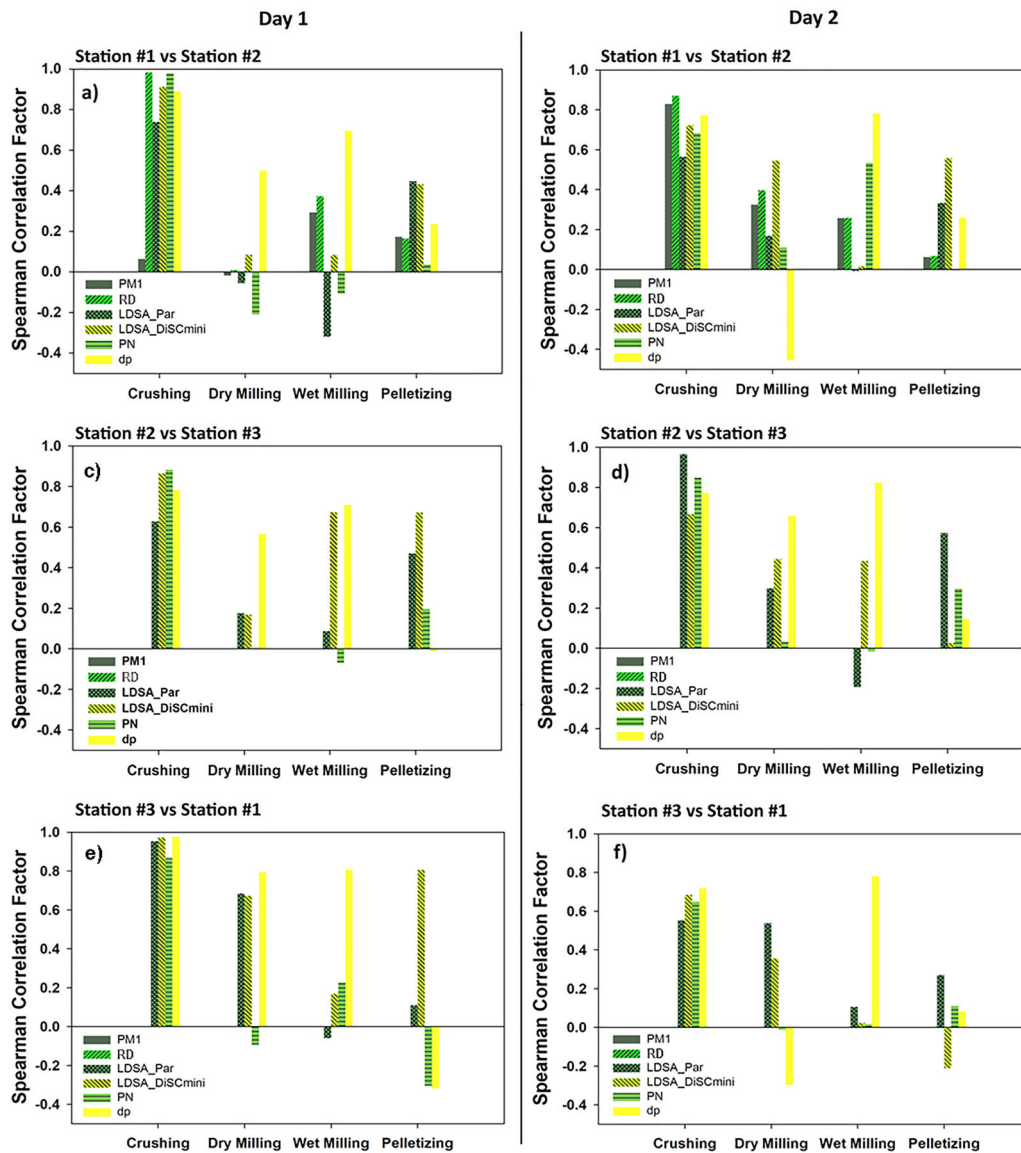 Day 1
Day 2
Station #1 vs Station #2
a)
Spearman Correlation Factor
1.0
0.8
0.6
0.4
0.2
0.0
-0.2
-0.4
PM1
RD
LDSA_Par
LDSA_DiSCmini
PN
dp
Crushing Dry Milling Wet Milling Pelletizing
Station #1 vs Station #2
Spearman Correlation Factor
1.0
0.8
0.6
0.4
0.2
0.0
-0.2
-0.4
PM1
RD
LDSA_Par
LDSA_DiSCmini
PN
dp
Crushing Dry Milling Wet Milling Pelletizing
Station #2 vs Station #3
c)
Spearman Correlation Factor
1.0
0.8
0.6
0.4
0.2
0.0
-0.2
-0.4
PM1
RD
LDSA_Par
LDSA_DiSCmini
PN
dp
Crushing Dry Milling Wet Milling Pelletizing
Station #2 vs Station #3
d)
Spearman Correlation Factor
1.0
0.8
0.6
0.4
0.2
0.0
-0.2
-0.4
PM1
RD
LDSA_Par
LDSA_DiSCmini
PN
dp
Crushing Dry Milling Wet Milling Pelletizing
Station #3 vs Station #1
e)
Spearman Correlation Factor
1.0
0.8
0.6
0.4
0.2
0.0
-0.2
-0.4
PM1
RD
LDSA_Par
LDSA_DiSCmini
PN
dp
Crushing Dry Milling Wet Milling Pelletizing
Station #3 vs Station #1
f)
Spearman Correlation Factor
1.0
0.8
0.6
0.4
0.2
0.0
-0.2
-0.4
PM1
RD
LDSA_Par
LDSA_DiSCmini
PN
dp
Crushing Dry Milling Wet Milling Pelletizing